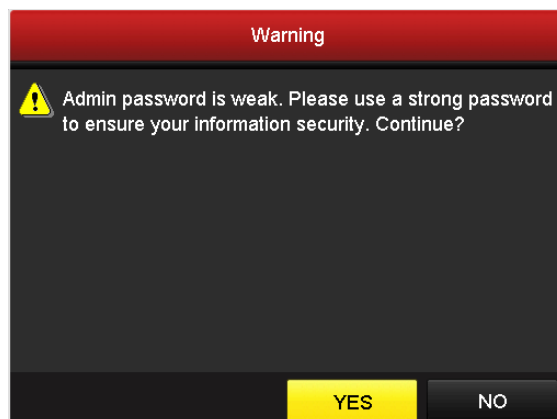 Warning
Admin password is weak. Please use a strong password
to ensure your information security. Continue?
YES
NO